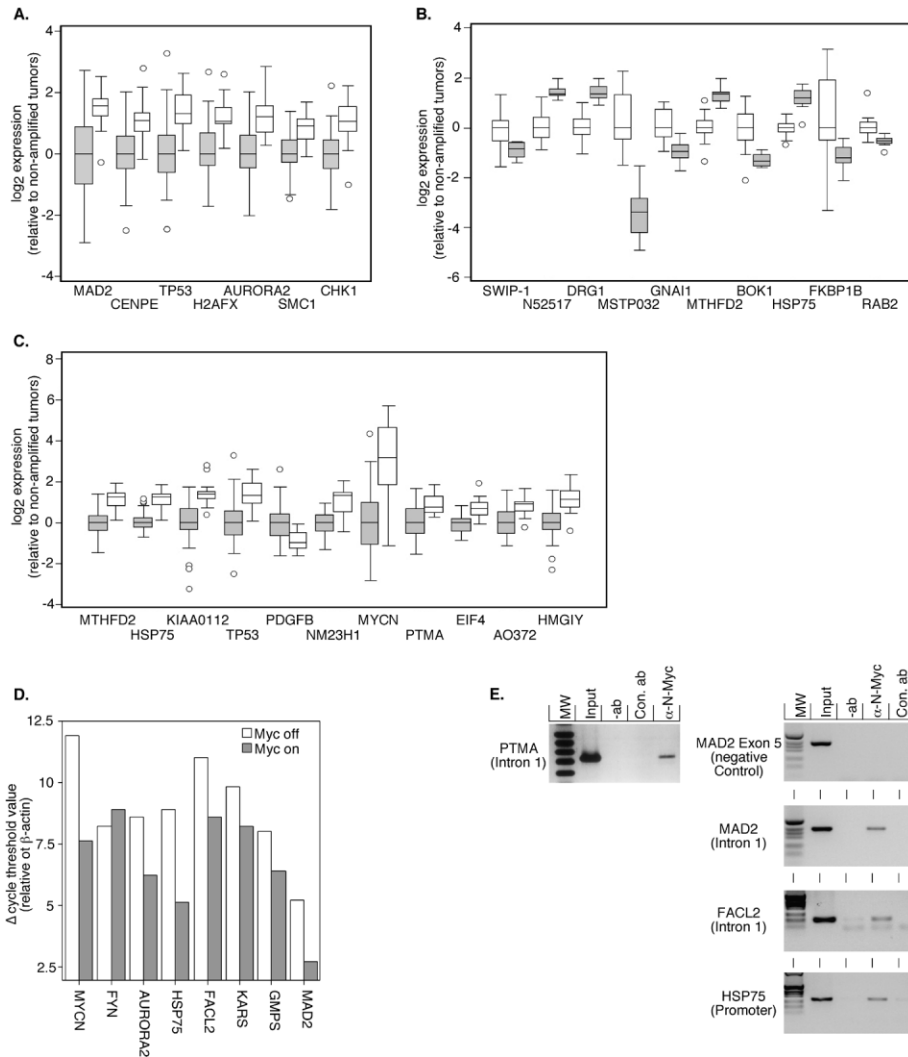 A.
4
2
0
-2
-4
log2 expression
(relative to non-amplified tumors)
MAD2 TP53 AURORA2 CHK1
CENPE H2AFX SMC1
B.
4
2
0
-2
-4
-6
log2 expression
(relative to non-amplified tumors)
SWIP-1 DRG1 GNAI1 BOK1 FKBP1B
N52517 MSTP032 MTHFD2 HSP75 RAB2
C.
8
6
4
2
0
-2
-4
log2 expression
(relative to non-amplified tumors)
MTHFD2 KIAA0112 PDGFB MYCN EIF4 HMGIY
HSP75 TP53 NM23H1 PTMA AO372
D.
12.5
10
7.5
5
2.5
Δ cycle threshold value
(relative ot β-actin)
Myc off
Myc on
MYCN
FYN
AURORA2
HSP75
FACL2
KARS
GMPS
MAD2
E.
MW
Input
-ab
Con. ab
α-N-Myc
PTMA
(Intron 1)
MW
Input
-ab
α-N-Myc
Con. ab
MAD2 Exon 5
(negative
Control)
MAD2
(Intron 1)
FACL2
(Intron 1)
HSP75
(Promoter)